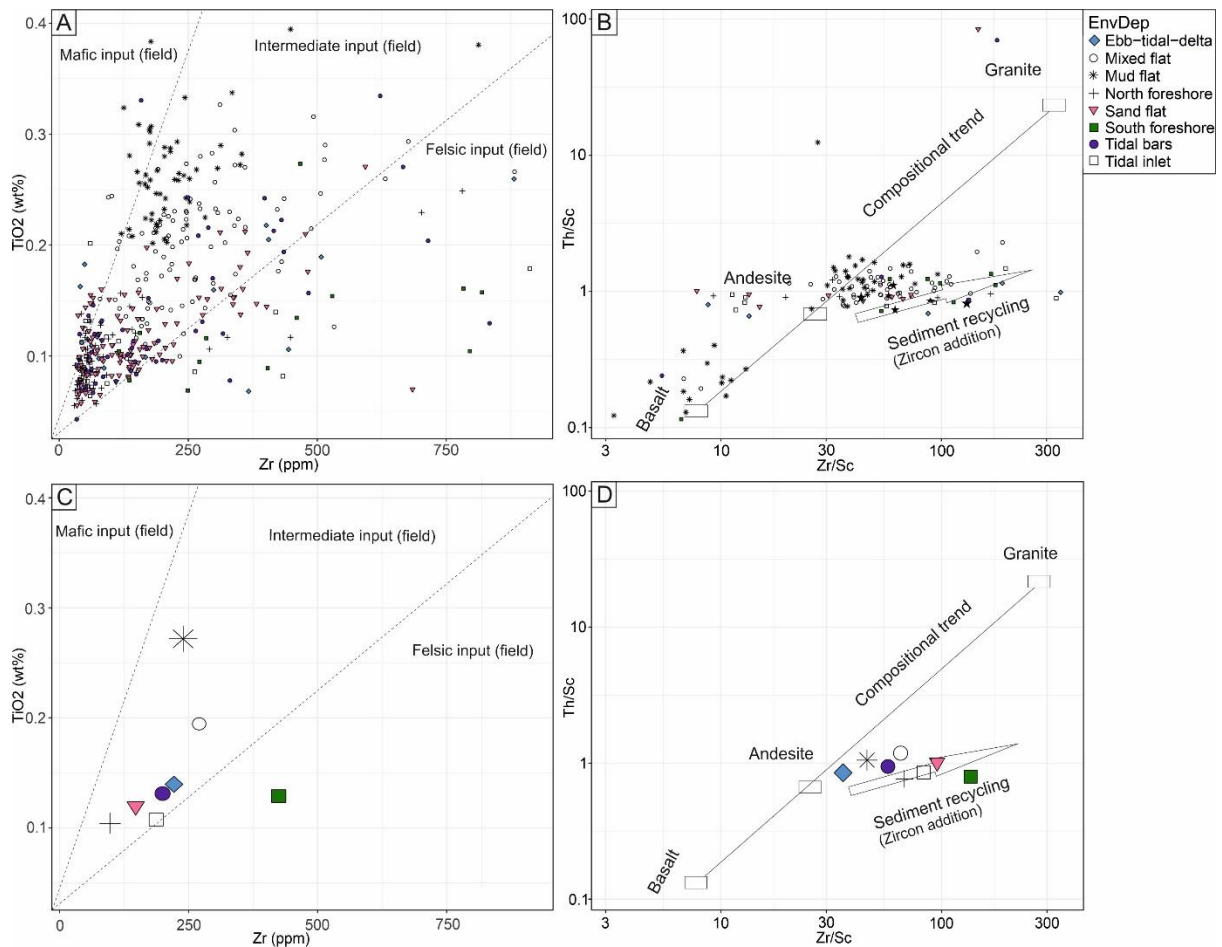 A
0.4
0.3
0.2
0.1
TiO2 (wt%)
Mafic input (field)
Intermediate input (field)
Felsic input (field)
0
250
500
750
Zr (ppm)
B
100
10
1
0.1
Th/Sc
Granite
Compositional trend
Andesite
Sediment recycling
(Zircon addition)
Basalt
3
10
30
100
300
Zr/Sc
EnvDep
Ebb-tidal-delta
Mixed flat
Mud flat
North foreshore
Sand flat
South foreshore
Tidal bars
Tidal inlet
C
0.4
0.3
0.2
0.1
TiO2 (wt%)
Mafic input (field)
Intermediate input (field)
Felsic input (field)
0
250
500
750
Zr (ppm)
D
100
10
1
0.1
Th/Sc
Granite
Compositional trend
Andesite
Sediment recycling
(Zircon addition)
Basalt
3
10
30
100
300
Zr/Sc